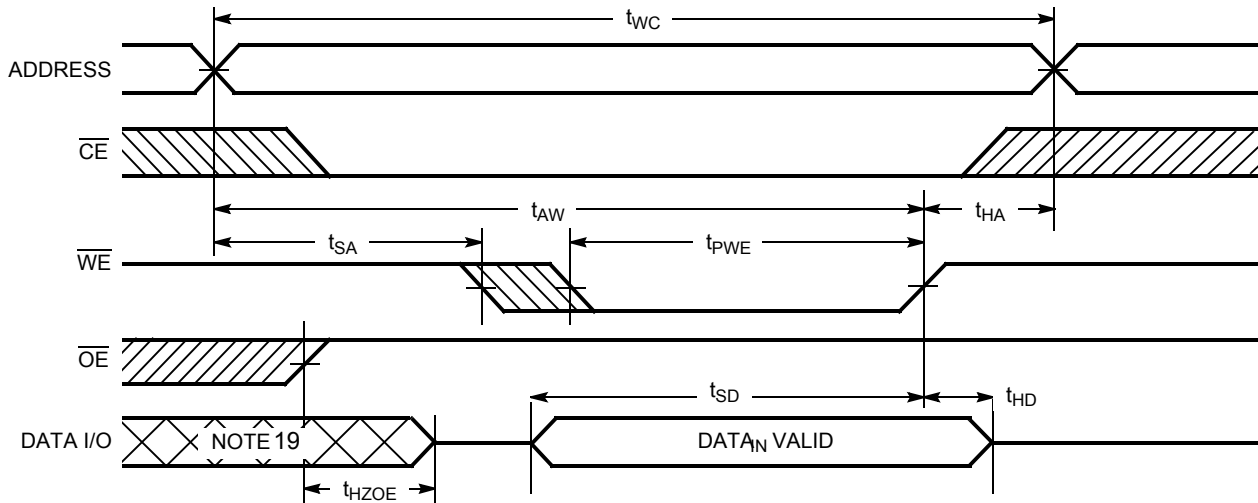 tWC
ADDRESS
CE
tAW
tHA
tSA
tPWE
WE
OE
tSD
tHD
DATA I/O
NOTE 19
DATAIN VALID
tHZOE